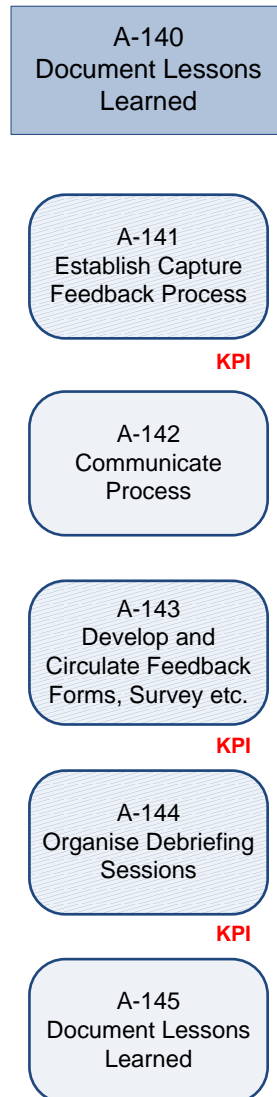 A-140
Document Lessons
Learned
A-141
Establish Capture
Feedback Process
KPI
A-142
Communicate
Process
A-143
Develop and
Circulate Feedback
Forms, Survey etc.
KPI
A-144
Organise Debriefing
Sessions
KPI
A-145
Document Lessons
Learned